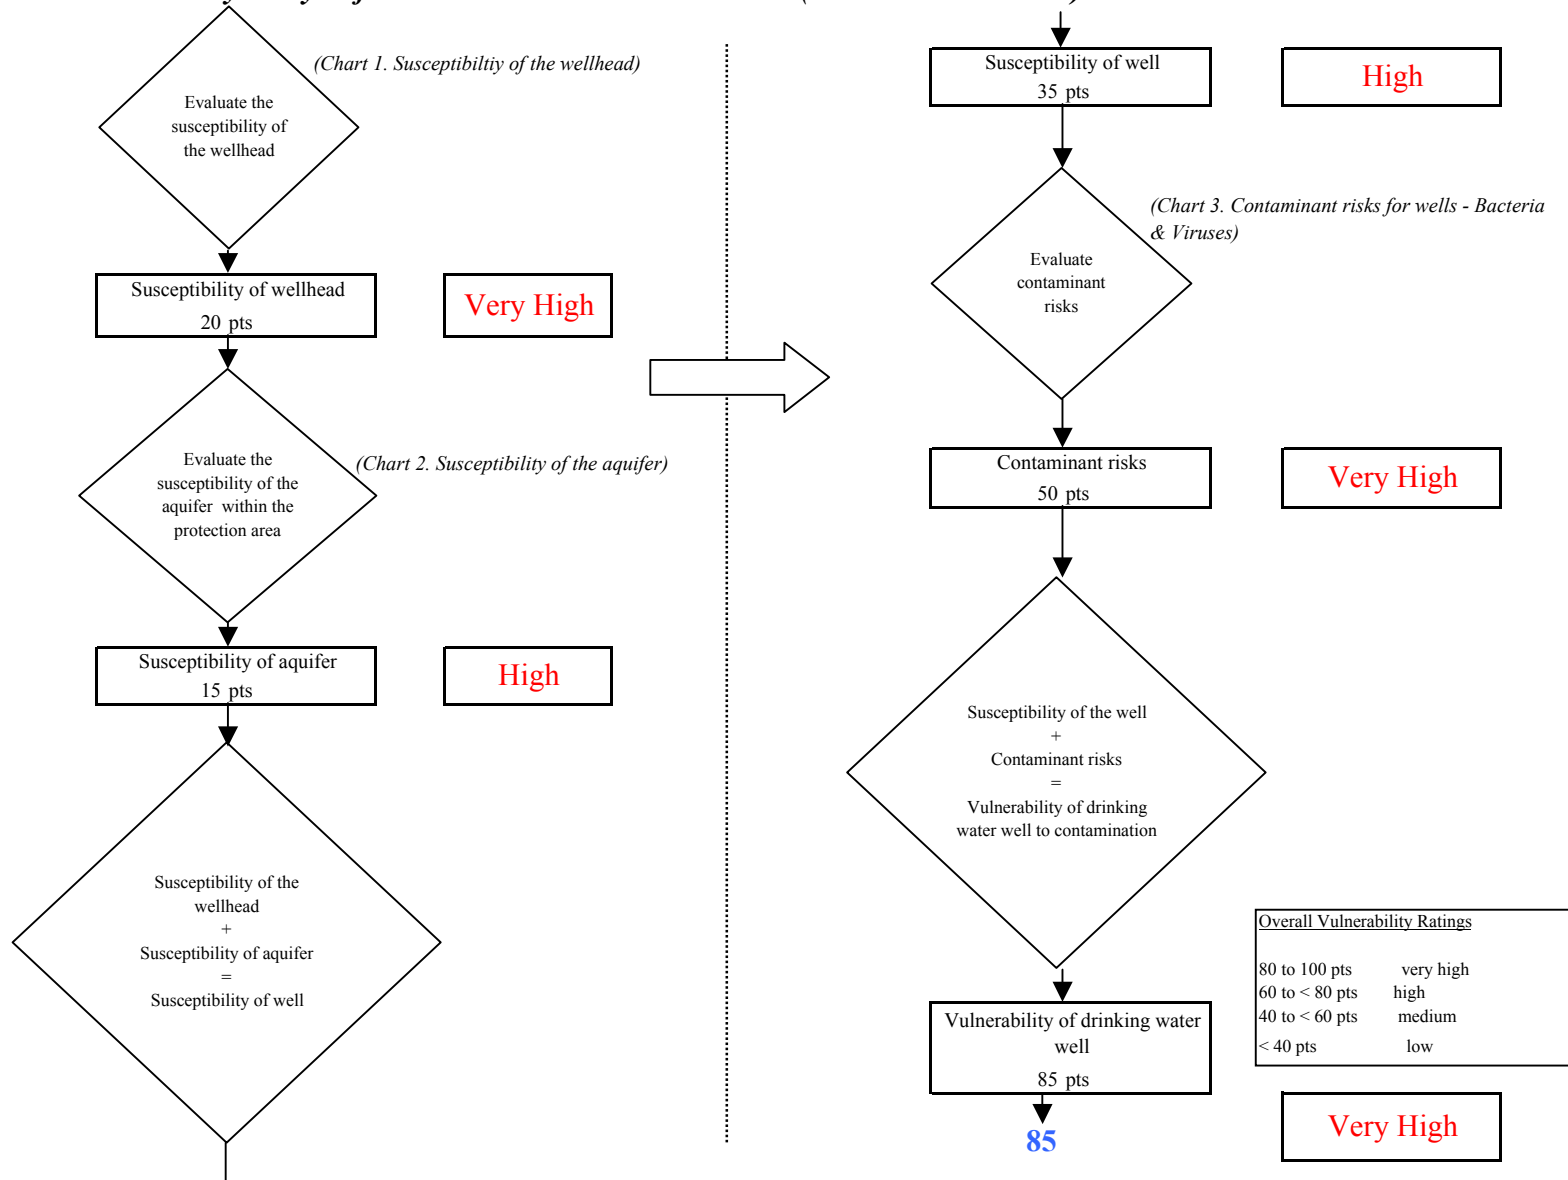 (Chart 1. Susceptibiltiy of the wellhead)
Evaluate the
susceptibility of
the wellhead
Susceptibility of wellhead
20 pts
Very High
(Chart 2. Susceptibility of the aquifer)
Evaluate the
susceptibility of the
aquifer within the
protection area
Susceptibility of aquifer
15 pts
High
Susceptibility of the
wellhead
+
Susceptibility of aquifer
=
Susceptibility of well
Susceptibility of well
35 pts
High
(Chart 3. Contaminant risks for wells - Bacteria
& Viruses)
Evaluate
contaminant
risks
Contaminant risks
50 pts
Very High
Susceptibility of the well
+
Contaminant risks
=
Vulnerability of drinking
water well to contamination
Overall Vulnerability Ratings
80 to 100 pts very high
60 to < 80 pts high
40 to < 60 pts medium
< 40 pts low
Vulnerability of drinking water
well
85 pts
85
Very High